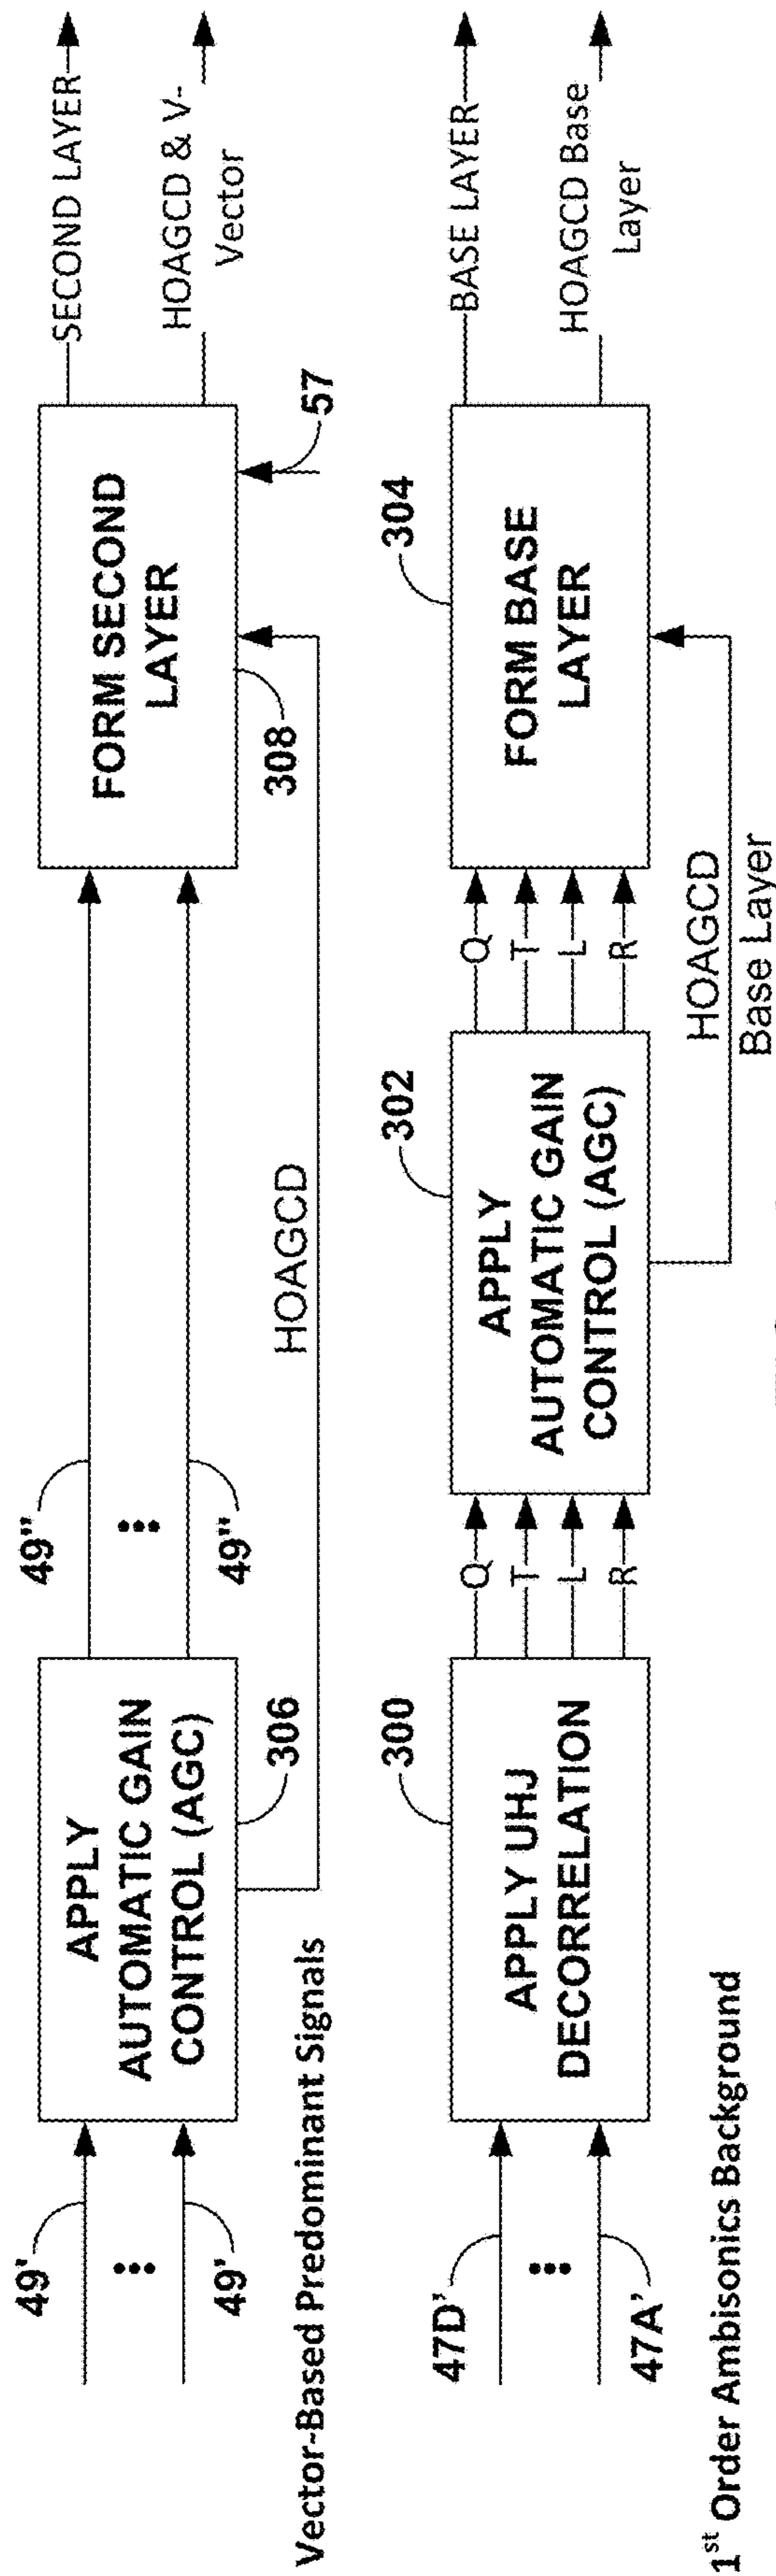 49'
49'
Vector-Based Predominant Signals
APPLY
AUTOMATIC GAIN
CONTROL (AGC)
306
49''
49''
HOAGCD
FORM SECOND
LAYER
308
57
SECOND LAYER
HOAGCD & V-
Vector
47D'
47A'
1st Order Ambisonics Background
APPLY UHJ
DECORRELATION
300
Q
T
L
R
APPLY
AUTOMATIC GAIN
CONTROL (AGC)
302
Q
T
L
R
HOAGCD
Base Layer
FORM BASE
LAYER
304
BASE LAYER
HOAGCD Base
Layer